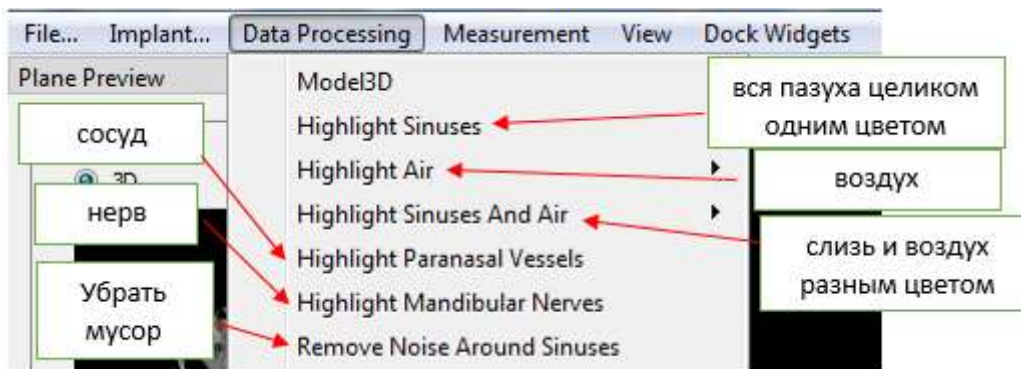 File... Implant... Data Processing Measurement View Dock Widgets
Plane Preview
Model3D
Highlight Sinuses
Highlight Air
Highlight Sinuses And Air
Highlight Paranasal Vessels
Highlight Mandibular Nerves
Remove Noise Around Sinuses
сосуд
3D
нерв
Убрать
мусор
вся пазуха целиком
одним цветом
воздух
слизь и воздух
разным цветом